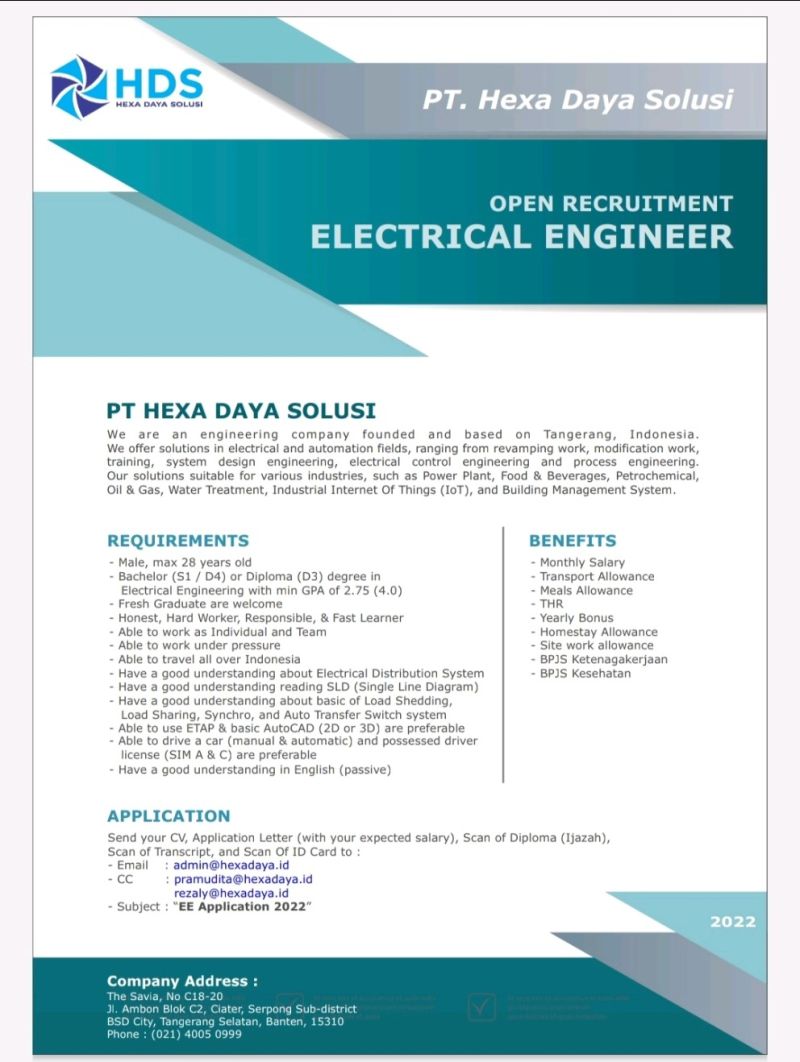 HDS
HEXA DAYA SOLUSI
PT. Hexa Daya Solusi
OPEN RECRUITMENT
ELECTRICAL ENGINEER
PT HEXA DAYA SOLUSI
We are an engineering company founded and based on Tangerang, Indonesia.
We offer solutions in electrical and automation fields, ranging from revamping work, modification work,
training, system design engineering, electrical control engineering and process engineering.
Our solutions suitable for various industries, such as Power Plant, Food & Beverages, Petrochemical,
Oil & Gas, Water Treatment, Industrial Internet Of Things (IoT), and Building Management System.
REQUIREMENTS
- Male, max 28 years old
- Bachelor (S1 / D4) or Diploma (D3) degree in
Electrical Engineering with min GPA of 2.75 (4.0)
- Fresh Graduate are welcome
- Honest, Hard Worker, Responsible, & Fast Learner
- Able to work as Individual and Team
- Able to work under pressure
- Able to travel all over Indonesia
- Have a good understanding about Electrical Distribution System
- Have a good understanding reading SLD (Single Line Diagram)
- Have a good understanding about basic of Load Shedding,
Load Sharing, Synchro, and Auto Transfer Switch system
- Able to use ETAP & basic AutoCAD (2D or 3D) are preferable
- Able to drive a car (manual & automatic) and possessed driver
license (SIM A & C) are preferable
- Have a good understanding in English (passive)
BENEFITS
- Monthly Salary
- Transport Allowance
- Meals Allowance
- THR
- Yearly Bonus
- Homestay Allowance
- Site work allowance
- BPJS Ketenagakerjaan
- BPJS Kesehatan
APPLICATION
Send your CV, Application Letter (with your expected salary), Scan of Diploma (Ijazah),
Scan of Transcript, and Scan Of ID Card to :
- Email : admin@hexadaya.id
- CC : pramudita@hexadaya.id
rezaly@hexadaya.id
- Subject : "EE Application 2022"
2022
Company Address :
The Savia, No C18-20
Jl. Ambon Blok C2, Ciater, Serpong Sub-district
BSD City, Tangerang Selatan, Banten, 15310
Phone : (021) 4005 0999